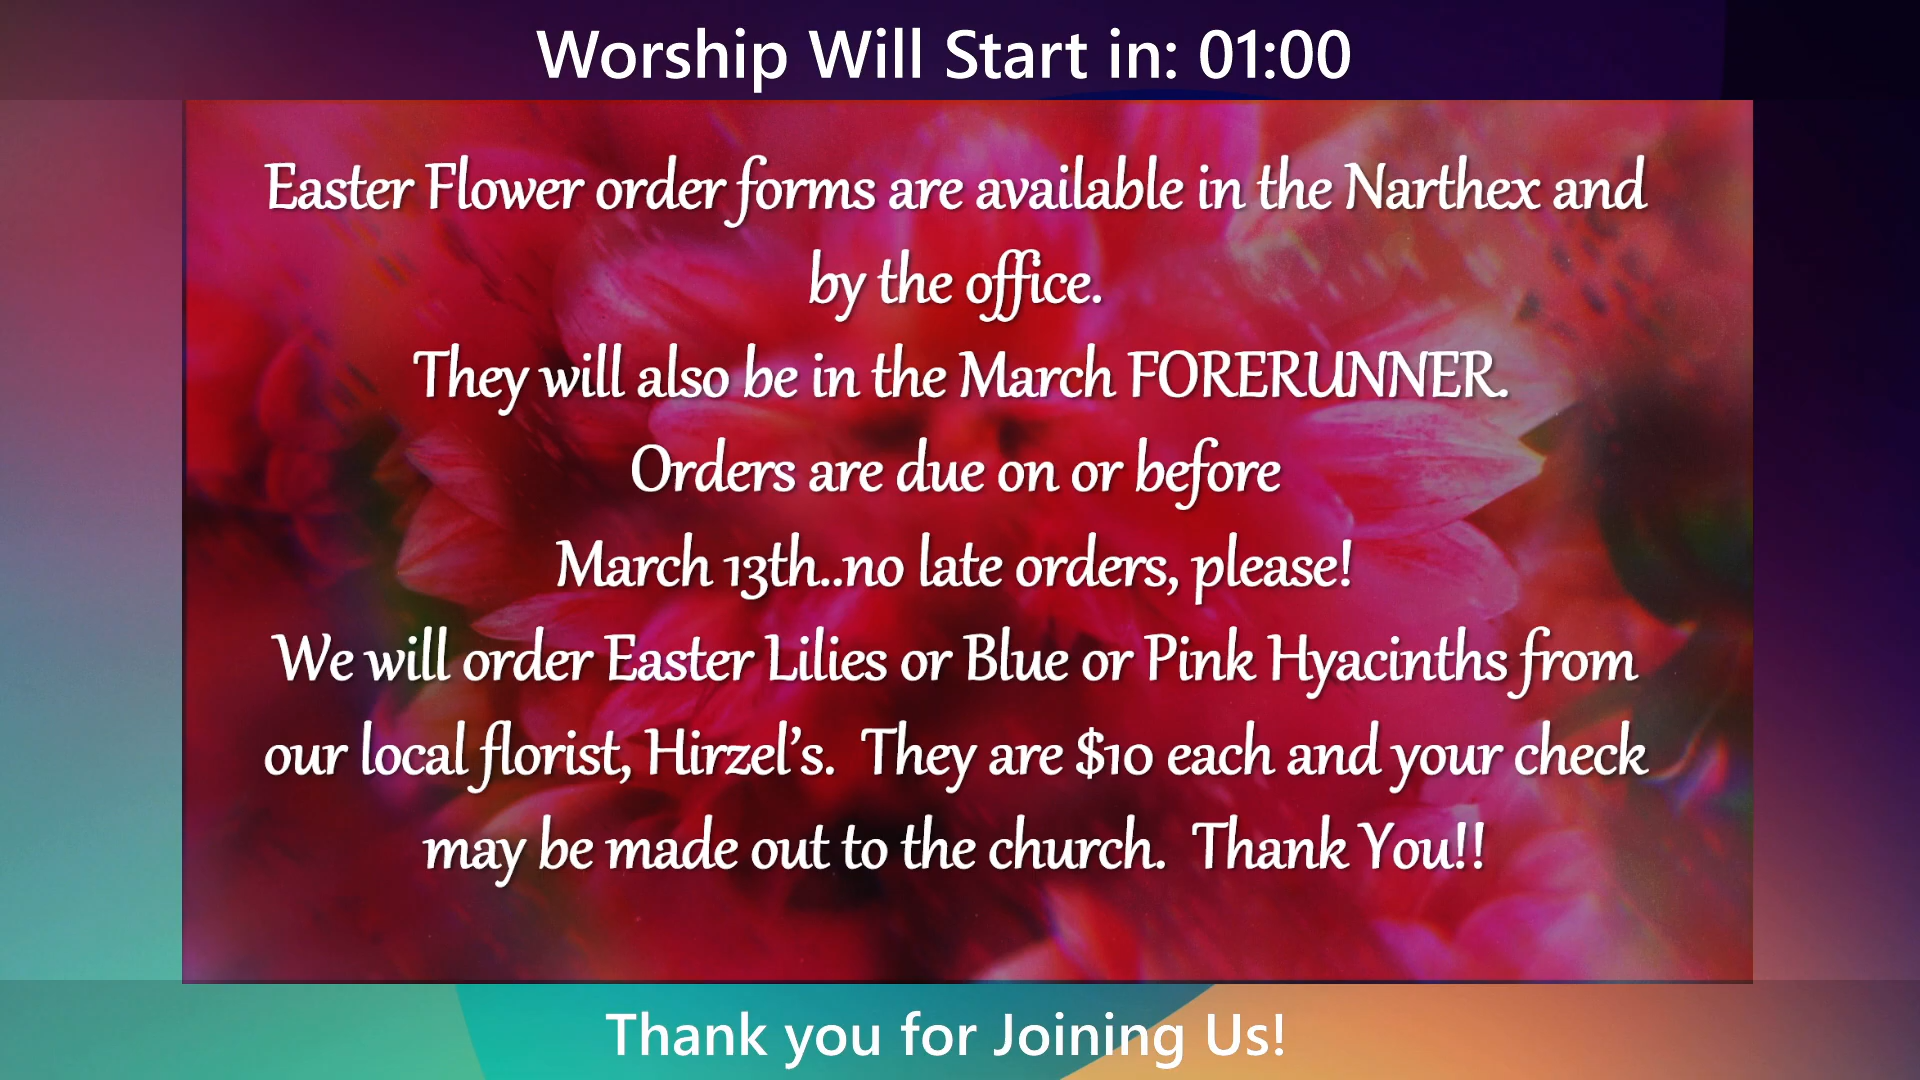 Worship Will Start in: 01:00
Easter Flower order forms are available in the Narthex and
by the office.
They will also be in the March FORERUNNER.
Orders are due on or before
March 13th..no late orders, please!
We will order Easter Lilies or Blue or Pink Hyacinths from
our local florist, Hirzel’s.  They are $10 each and your check
may be made out to the church.  Thank You!!
Thank you for Joining Us!